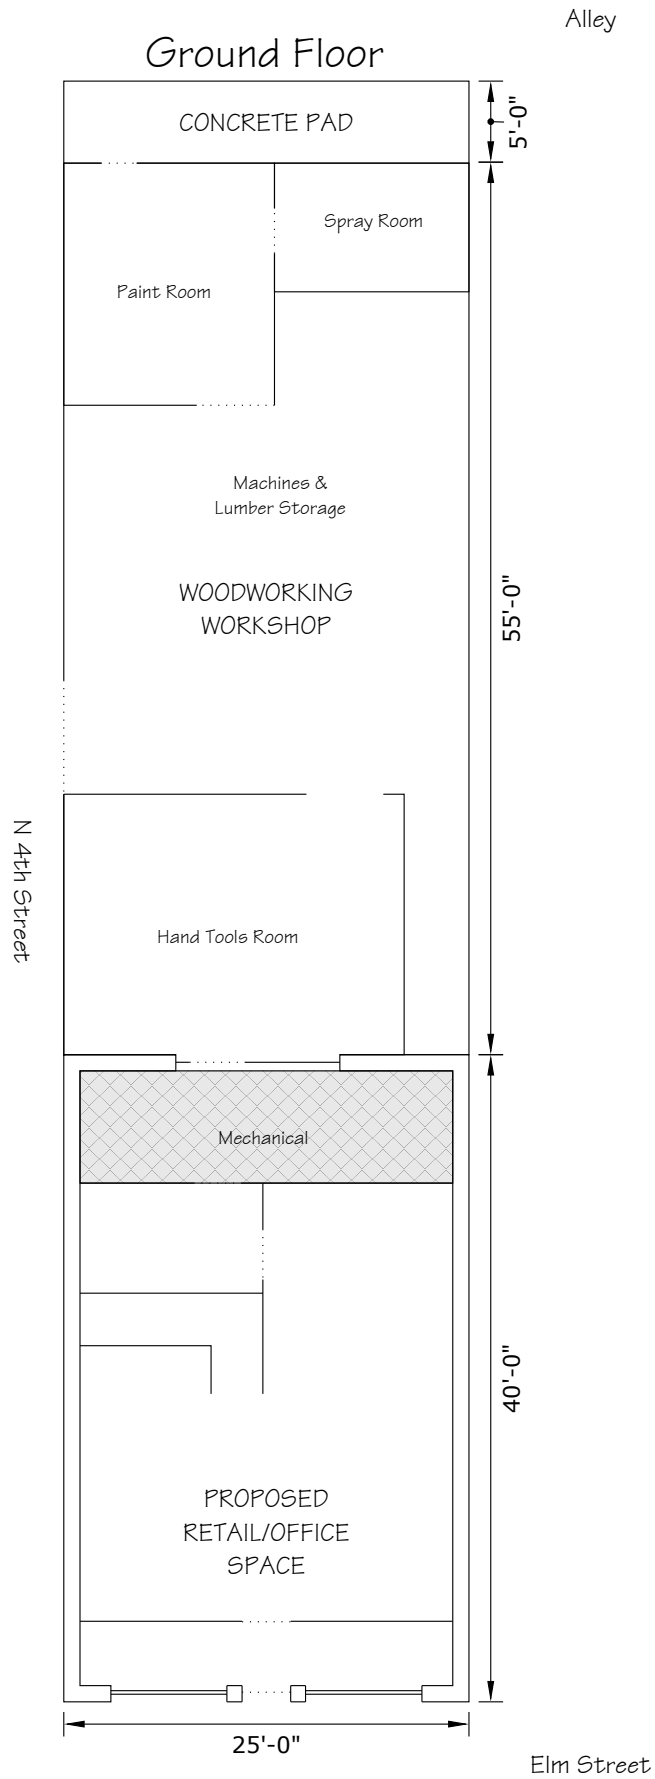 Alley
Ground Floor
CONCRETE PAD
5'-0"
Spray Room
Paint Room
Machines &
Lumber Storage
WOODWORKING
WORKSHOP
55'-0"
N 4th Street
Hand Tools Room
Mechanical
40'-0"
PROPOSED
RETAIL/OFFICE
SPACE
25'-0"
Elm Street